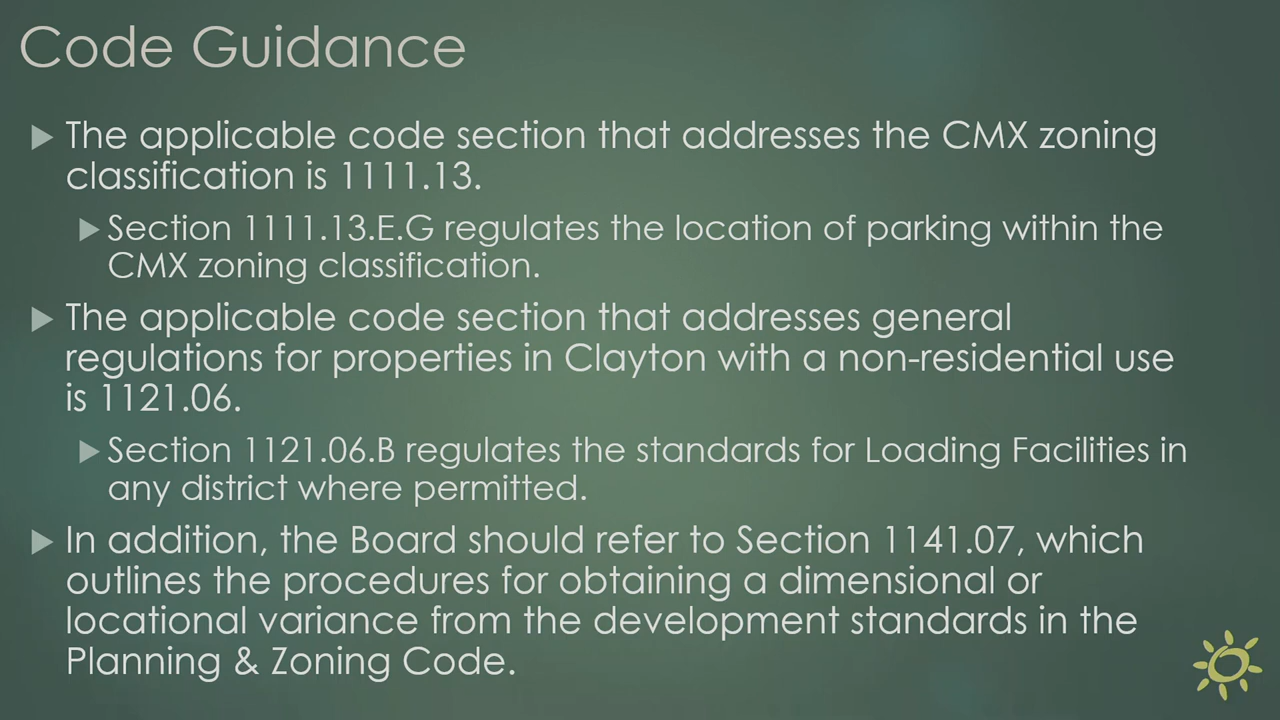 Code Guidance
The applicable code section that addresses the CMX zoning
classification is 1111.13.
Section 1111.13.E.G regulates the location of parking within the
CMX zoning classification.
The applicable code section that addresses general
regulations for properties in Clayton with a non-residential use
is 1121.06.
Section 1121.06.B regulates the standards for Loading Facilities in
any district where permitted.
In addition, the Board should refer to Section 1141.07, which
outlines the procedures for obtaining a dimensional or
locational variance from the development standards in the
Planning & Zoning Code.